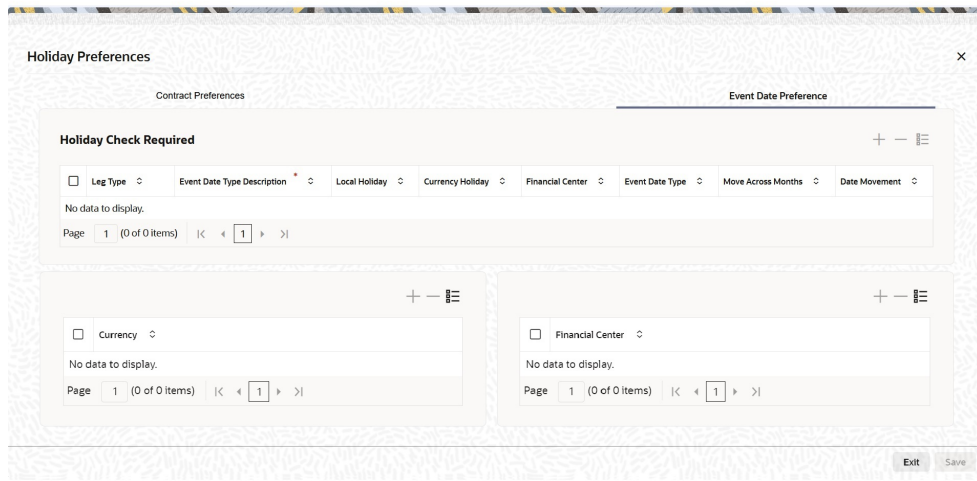 Holiday Preferences
Contract Preferences Event Date Preference
Holiday Check Required
Leg Type Event Date Type Description * Local Holiday Currency Holiday Financial Center Event Date Type Move Across Months Date Movement
No data to display.
Page 1 (0 of 0 items) 1
Currency
No data to display.
Page 1 (0 of 0 items) 1
Financial Center
No data to display.
Page 1 (0 of 0 items) 1
Exit Save